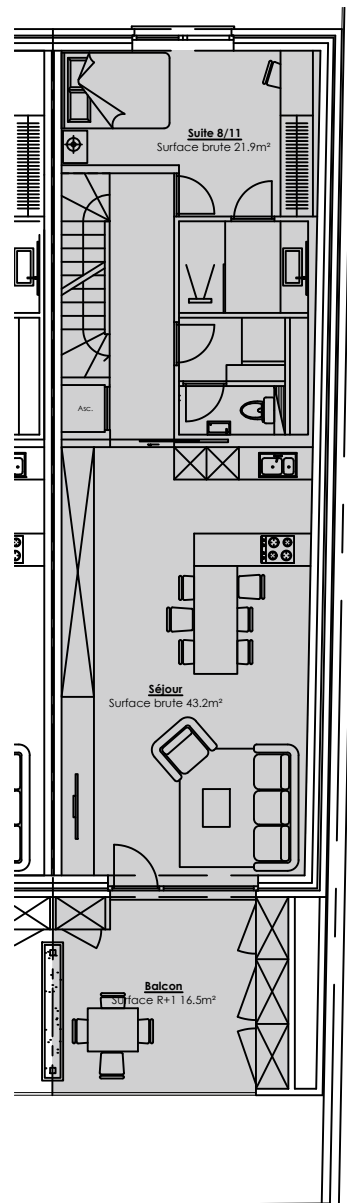 Suite 8/11
Surface brute 21.9m²
Asc.
Séjour
Surface brute 43.2m²
Balcon
Surface R+1 16.5m²